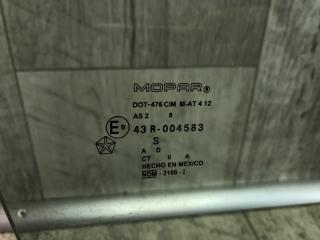 MOPAR®
DOT-476 CIM M-AT 4 12
AS 2 8
E9 43 R-004583
S
A D
CT II A
HECHO EN MEXICO
NOM - 2100 - 2